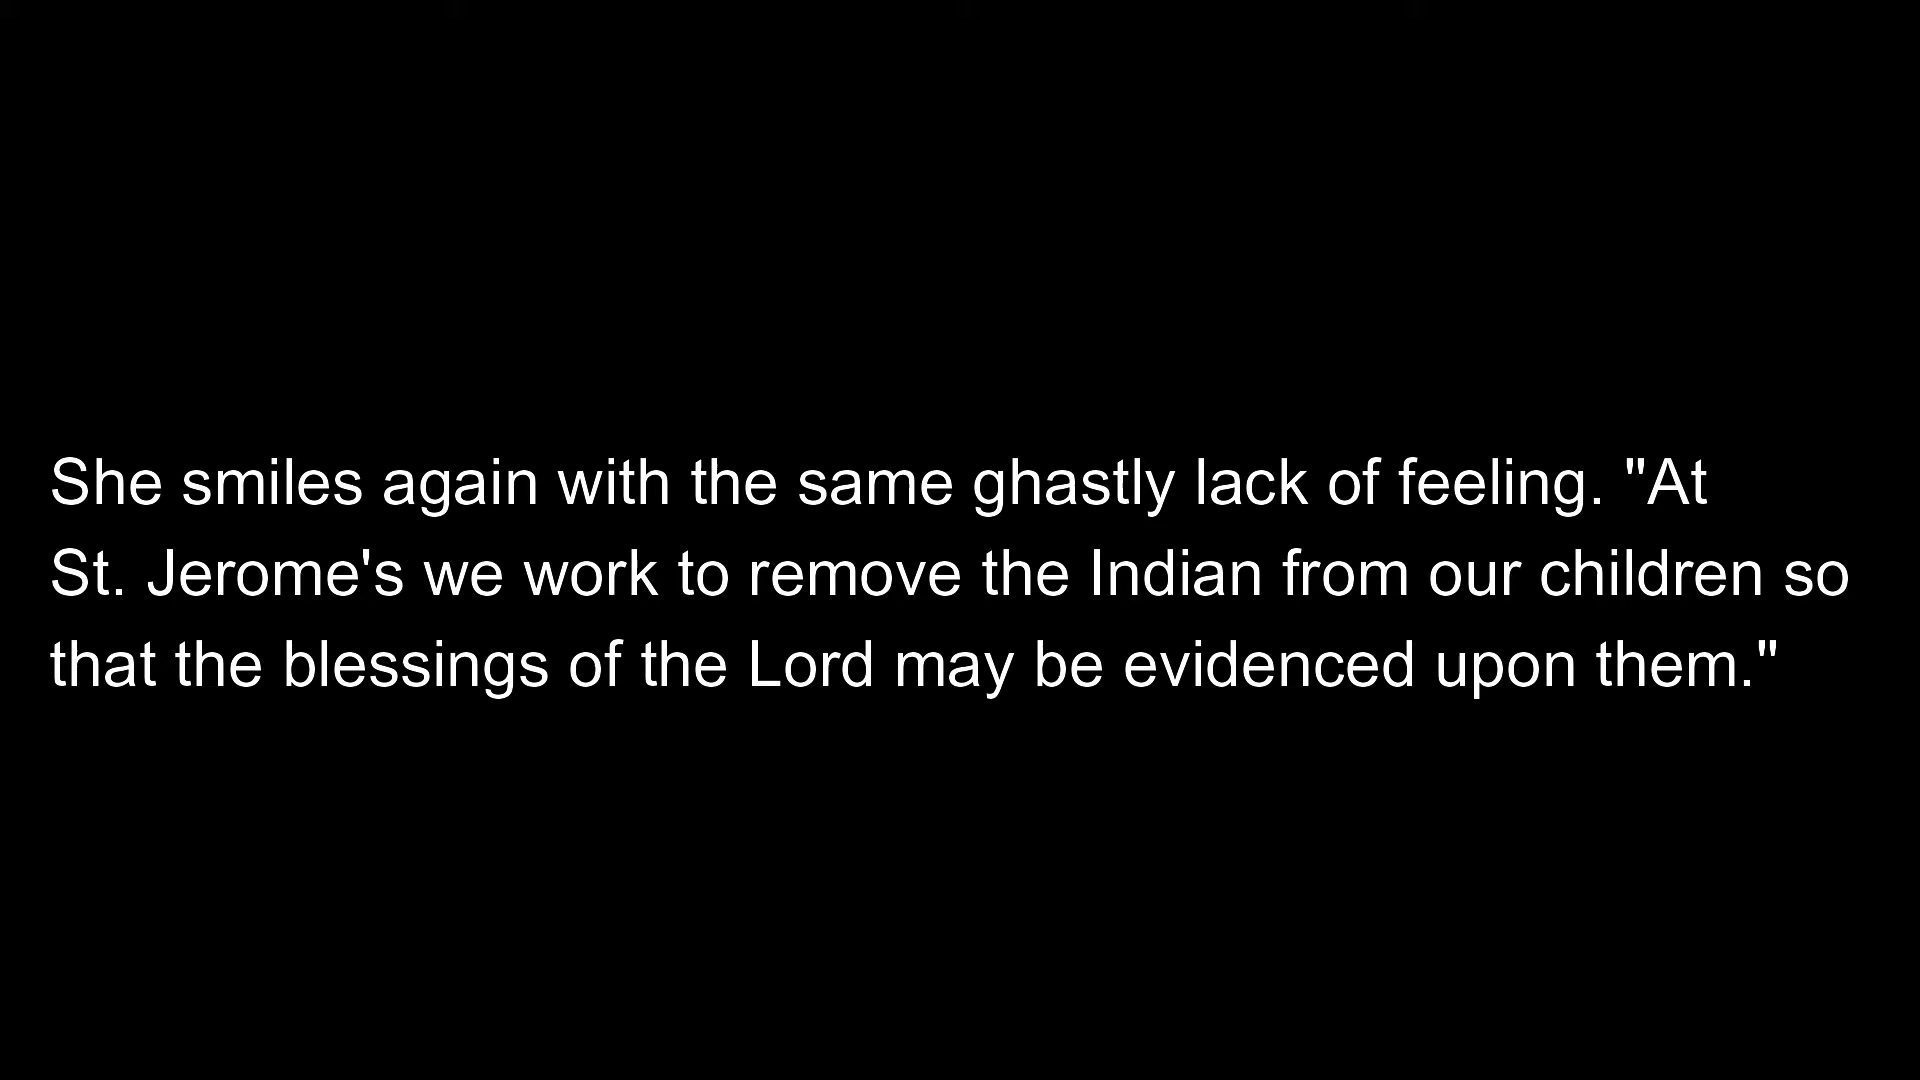 She smiles again with the same ghastly lack of feeling. "At
St. Jerome's we work to remove the Indian from our children so
that the blessings of the Lord may be evidenced upon them."